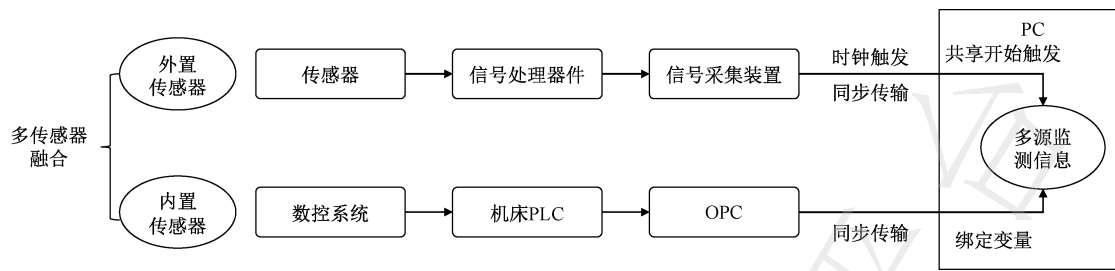 PC
外置
传感器
传感器
信号处理器件
信号采集装置
时钟触发
共享开始触发
同步传输
多传感器
融合
多源监
测信息
内置
传感器
数控系统
机床PLC
OPC
同步传输
绑定变量